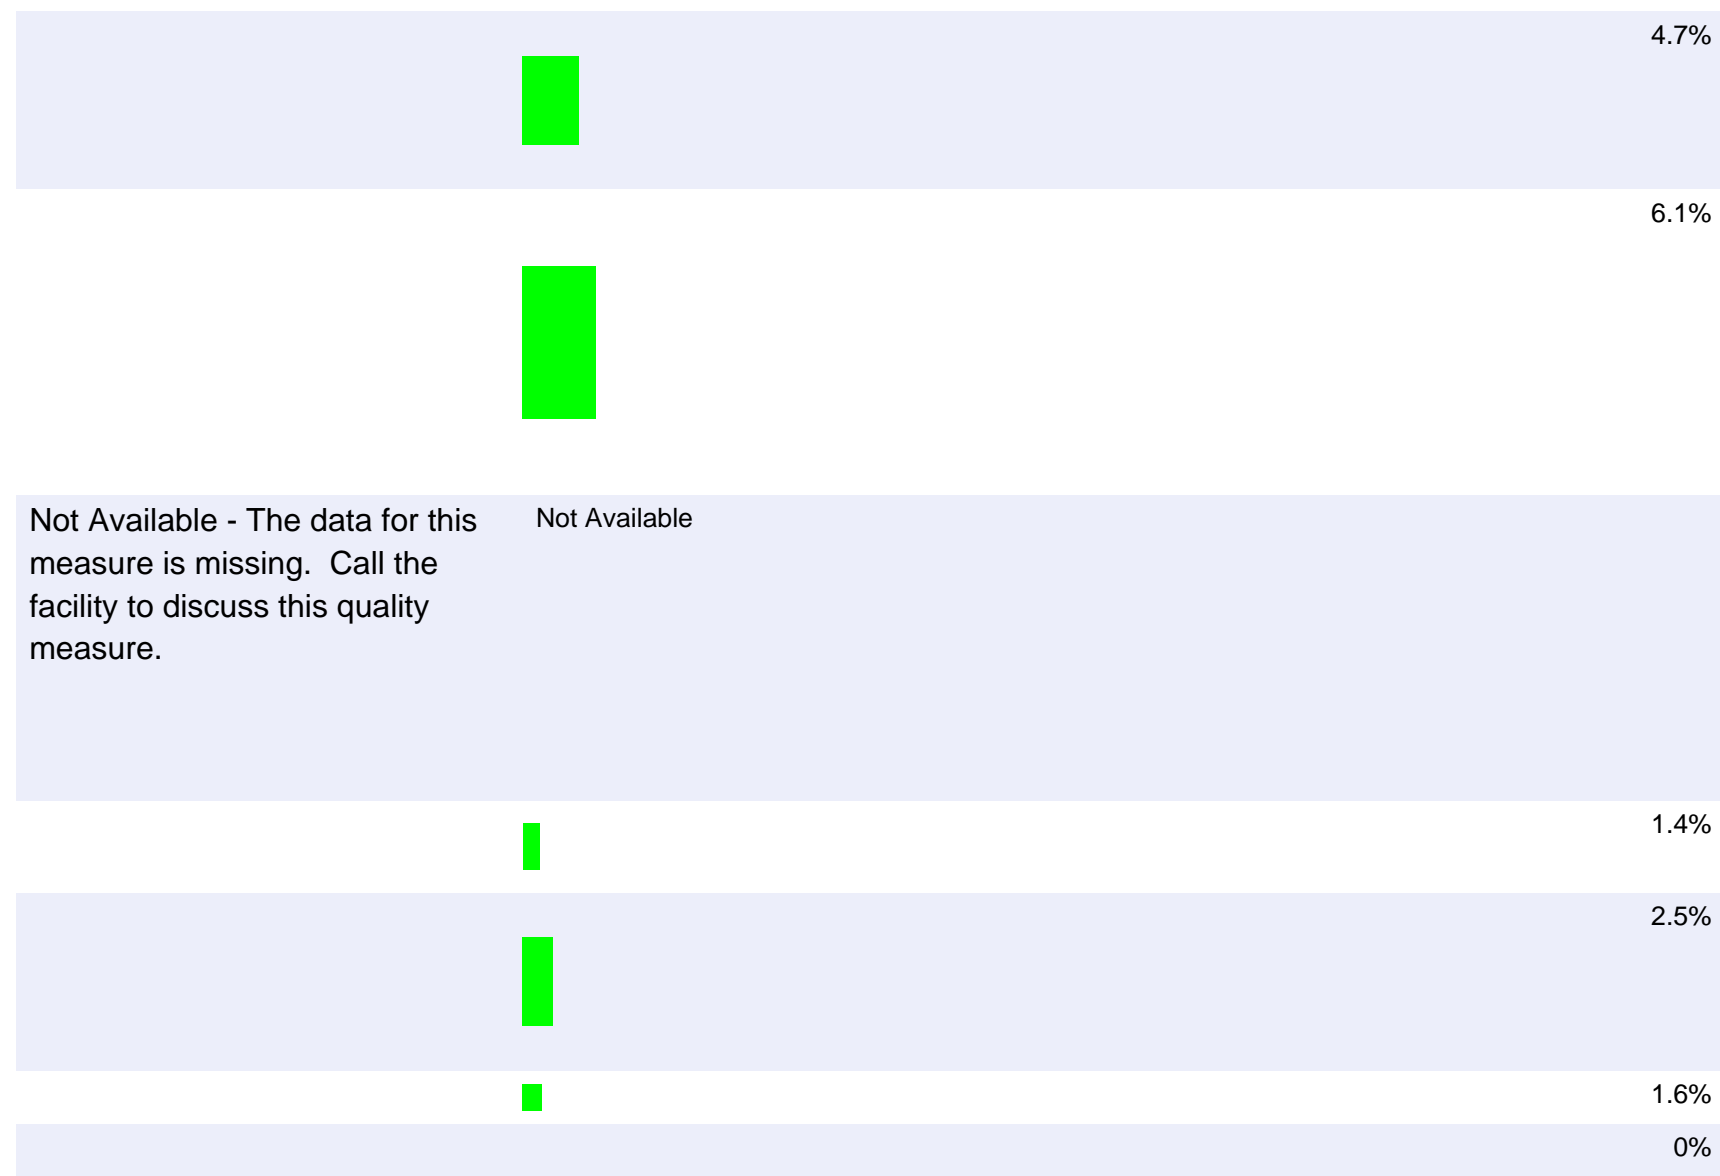 4.7%
6.1%
Not Available - The data for this
measure is missing.  Call the
facility to discuss this quality
measure.
Not Available
1.4%
2.5%
1.6%
0%